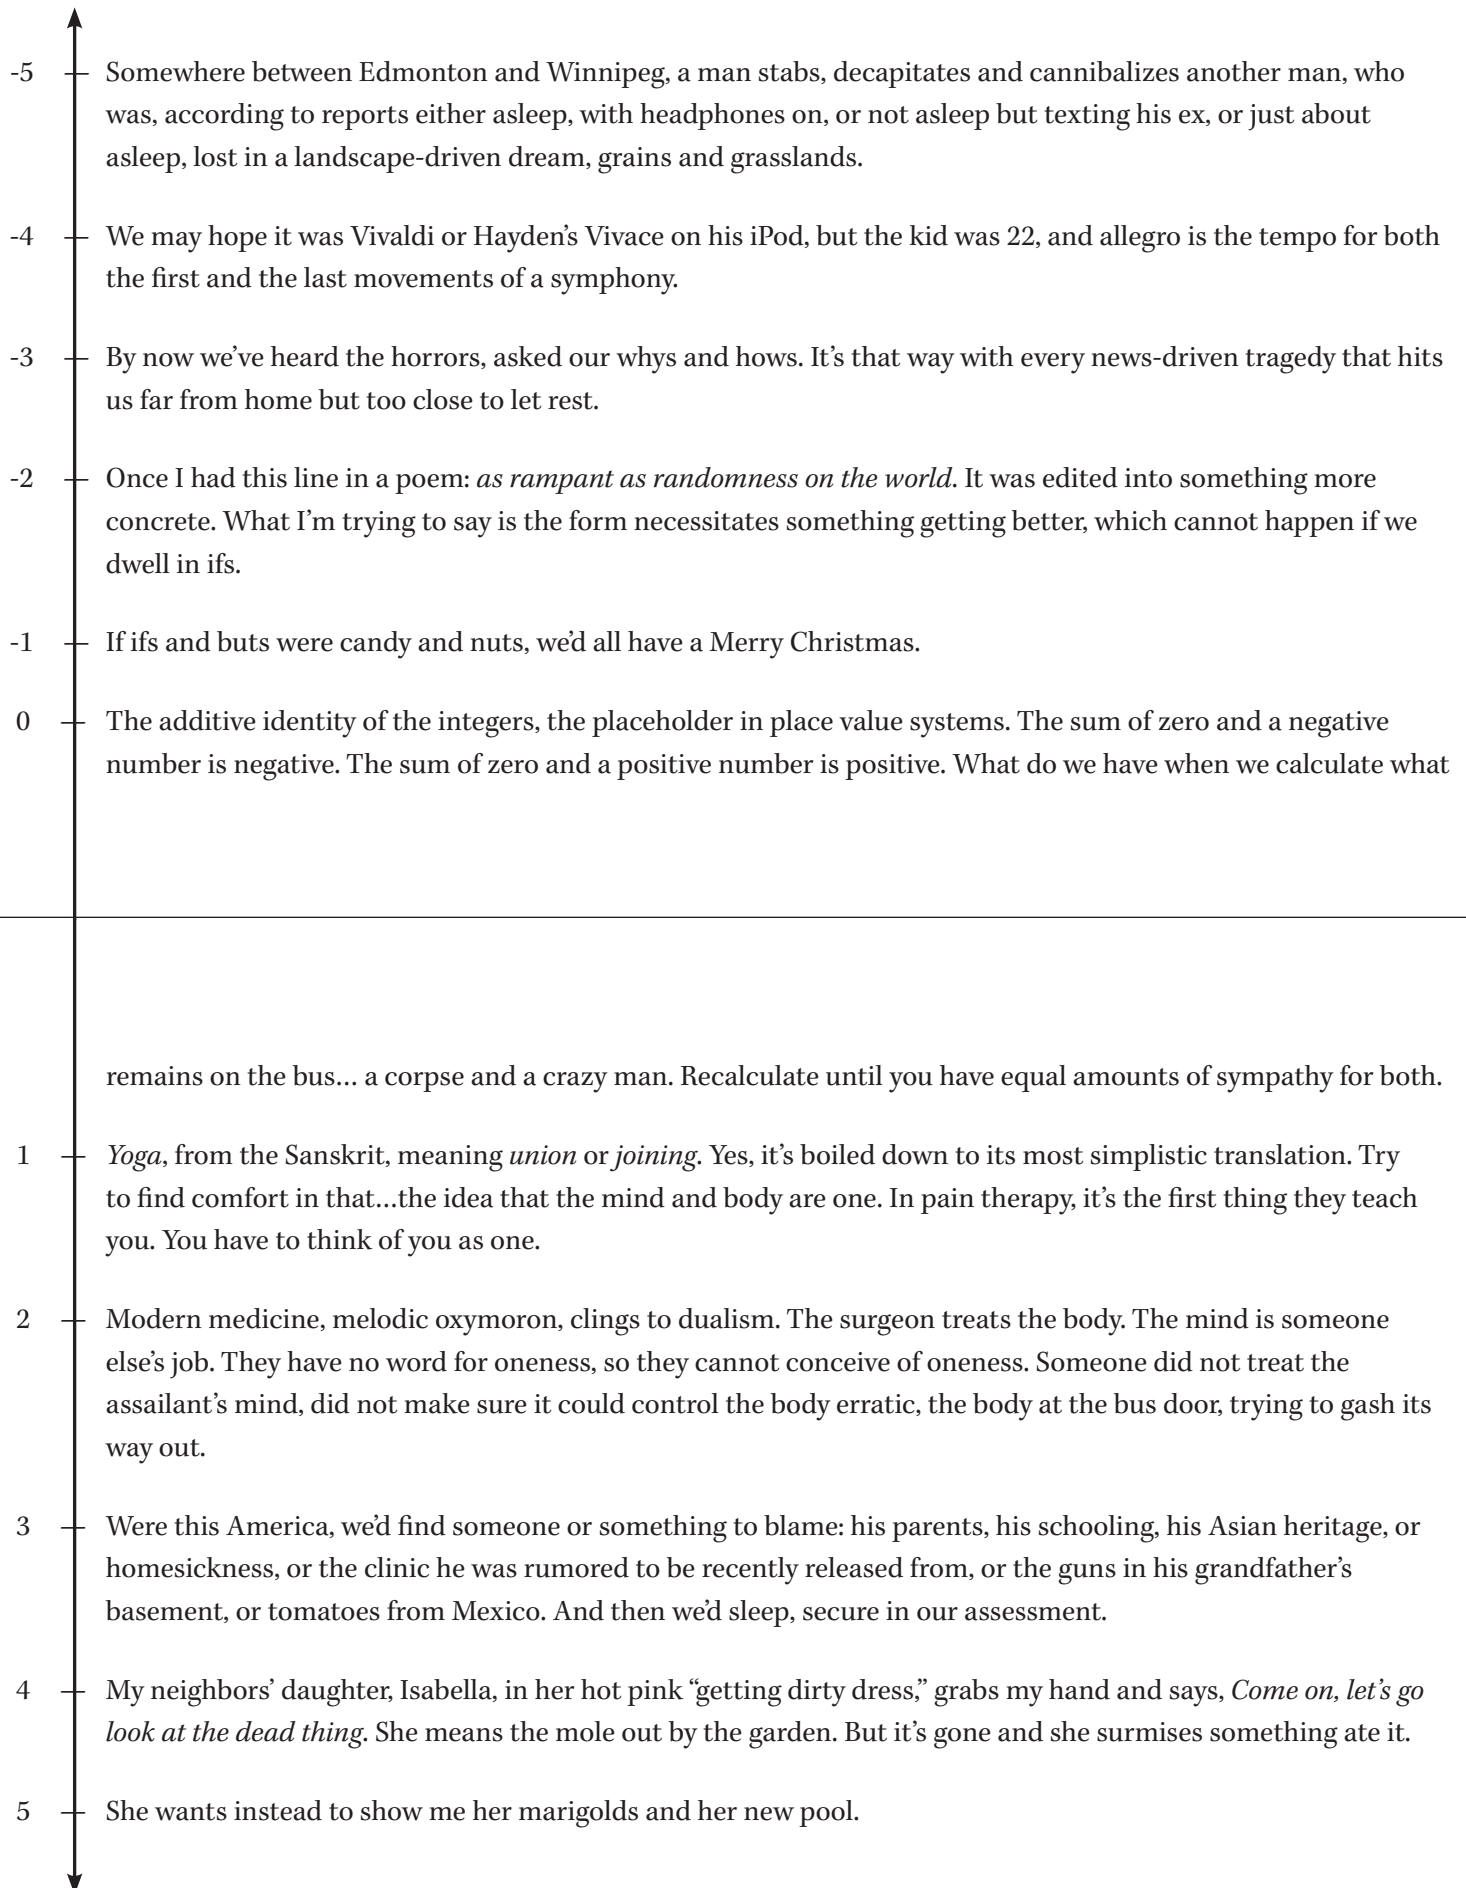 -5 Somewhere between Edmonton and Winnipeg, a man stabs, decapitates and cannibalizes another man, who
was, according to reports either asleep, with headphones on, or not asleep but texting his ex, or just about
asleep, lost in a landscape-driven dream, grains and grasslands.
-4 We may hope it was Vivaldi or Hayden’s Vivace on his iPod, but the kid was 22, and allegro is the tempo for both
the first and the last movements of a symphony.
-3 By now we’ve heard the horrors, asked our whys and hows. It’s that way with every news-driven tragedy that hits
us far from home but too close to let rest.
-2 Once I had this line in a poem: as rampant as randomness on the world. It was edited into something more
concrete. What I’m trying to say is the form necessitates something getting better, which cannot happen if we
dwell in ifs.
-1 If ifs and buts were candy and nuts, we’d all have a Merry Christmas.
0 The additive identity of the integers, the placeholder in place value systems. The sum of zero and a negative
number is negative. The sum of zero and a positive number is positive. What do we have when we calculate what
remains on the bus… a corpse and a crazy man. Recalculate until you have equal amounts of sympathy for both.
1 Yoga, from the Sanskrit, meaning union or joining. Yes, it’s boiled down to its most simplistic translation. Try
to find comfort in that…the idea that the mind and body are one. In pain therapy, it’s the first thing they teach
you. You have to think of you as one.
2 Modern medicine, melodic oxymoron, clings to dualism. The surgeon treats the body. The mind is someone
else’s job. They have no word for oneness, so they cannot conceive of oneness. Someone did not treat the
assailant’s mind, did not make sure it could control the body erratic, the body at the bus door, trying to gash its
way out.
3 Were this America, we’d find someone or something to blame: his parents, his schooling, his Asian heritage, or
homesickness, or the clinic he was rumored to be recently released from, or the guns in his grandfather’s
basement, or tomatoes from Mexico. And then we’d sleep, secure in our assessment.
4 My neighbors’ daughter, Isabella, in her hot pink “getting dirty dress,” grabs my hand and says, Come on, let’s go
look at the dead thing. She means the mole out by the garden. But it’s gone and she surmises something ate it.
5 She wants instead to show me her marigolds and her new pool.